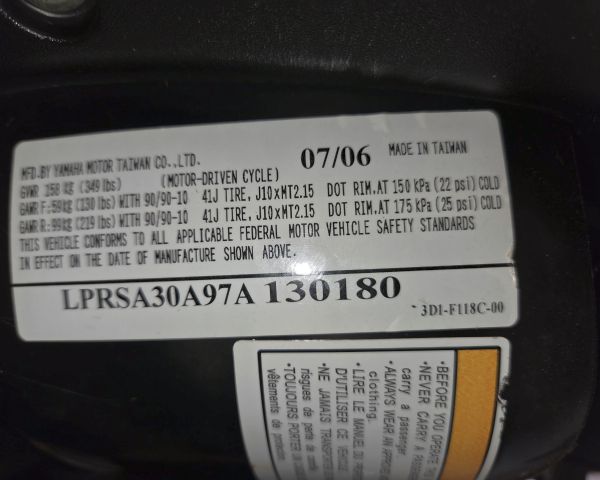 MFD.BY YAMAHA MOTOR TAIWAN CO.,LTD. 07/06 MADE IN TAIWAN
GVWR 158 KG (349 lbs) (MOTOR-DRIVEN CYCLE)
GAWR F:59kg (130 lbs) WITH 90/90-10 41J TIRE, J10xMT2.15 DOT RIM.AT 150 kPa (22 psi) COLD
GAWR R:99kg (219 lbs) WITH 90/90-10 41J TIRE, J10xMT2.15 DOT RIM.AT 175 kPa (25 psi) COLD
THIS VEHICLE CONFORMS TO ALL APPLICABLE FEDERAL MOTOR VEHICLE SAFETY STANDARDS
IN EFFECT ON THE DATE OF MANUFACTURE SHOWN ABOVE.
LPRSA30A97A130180 3D1-F118C-00
•BEFORE YOU OPERATE
•NEVER CARRY A
carry a passenger
•ALWAYS WEAR AN APPROVED
clothing.
•LIRE LE MANUEL DU
D'UTILISER CE VEHICULE
•NE JAMAIS TRANSPORTER
risques de perte de
•TOUJOURS PORTER UN
vêtements de protection